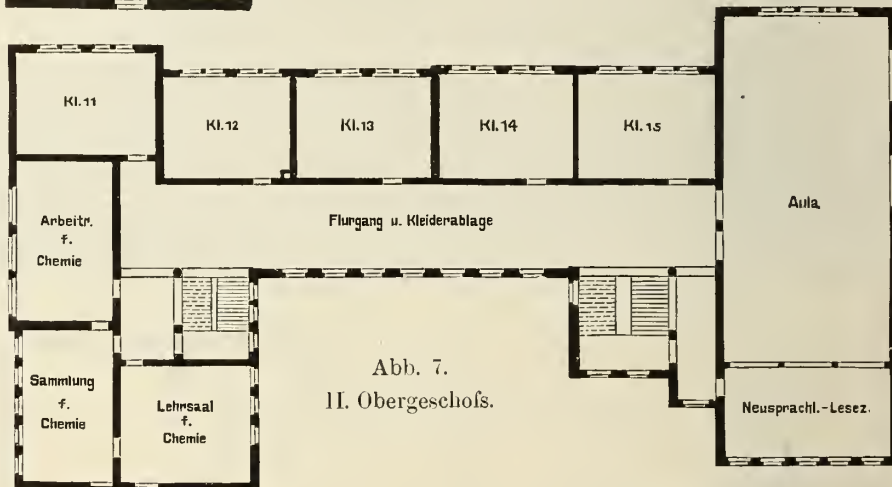 Kl. 11
Kl. 12
Kl. 13
Kl. 14
Kl. 15
Arbeitr.
f.
Chemie
Flurgang u. Kleiderablage
Aula
Sammlung
f.
Chemie
Lehrsaal
f.
Chemie
Abb. 7.
II. Obergeschoſs.
Neusprachl.-Lesez.